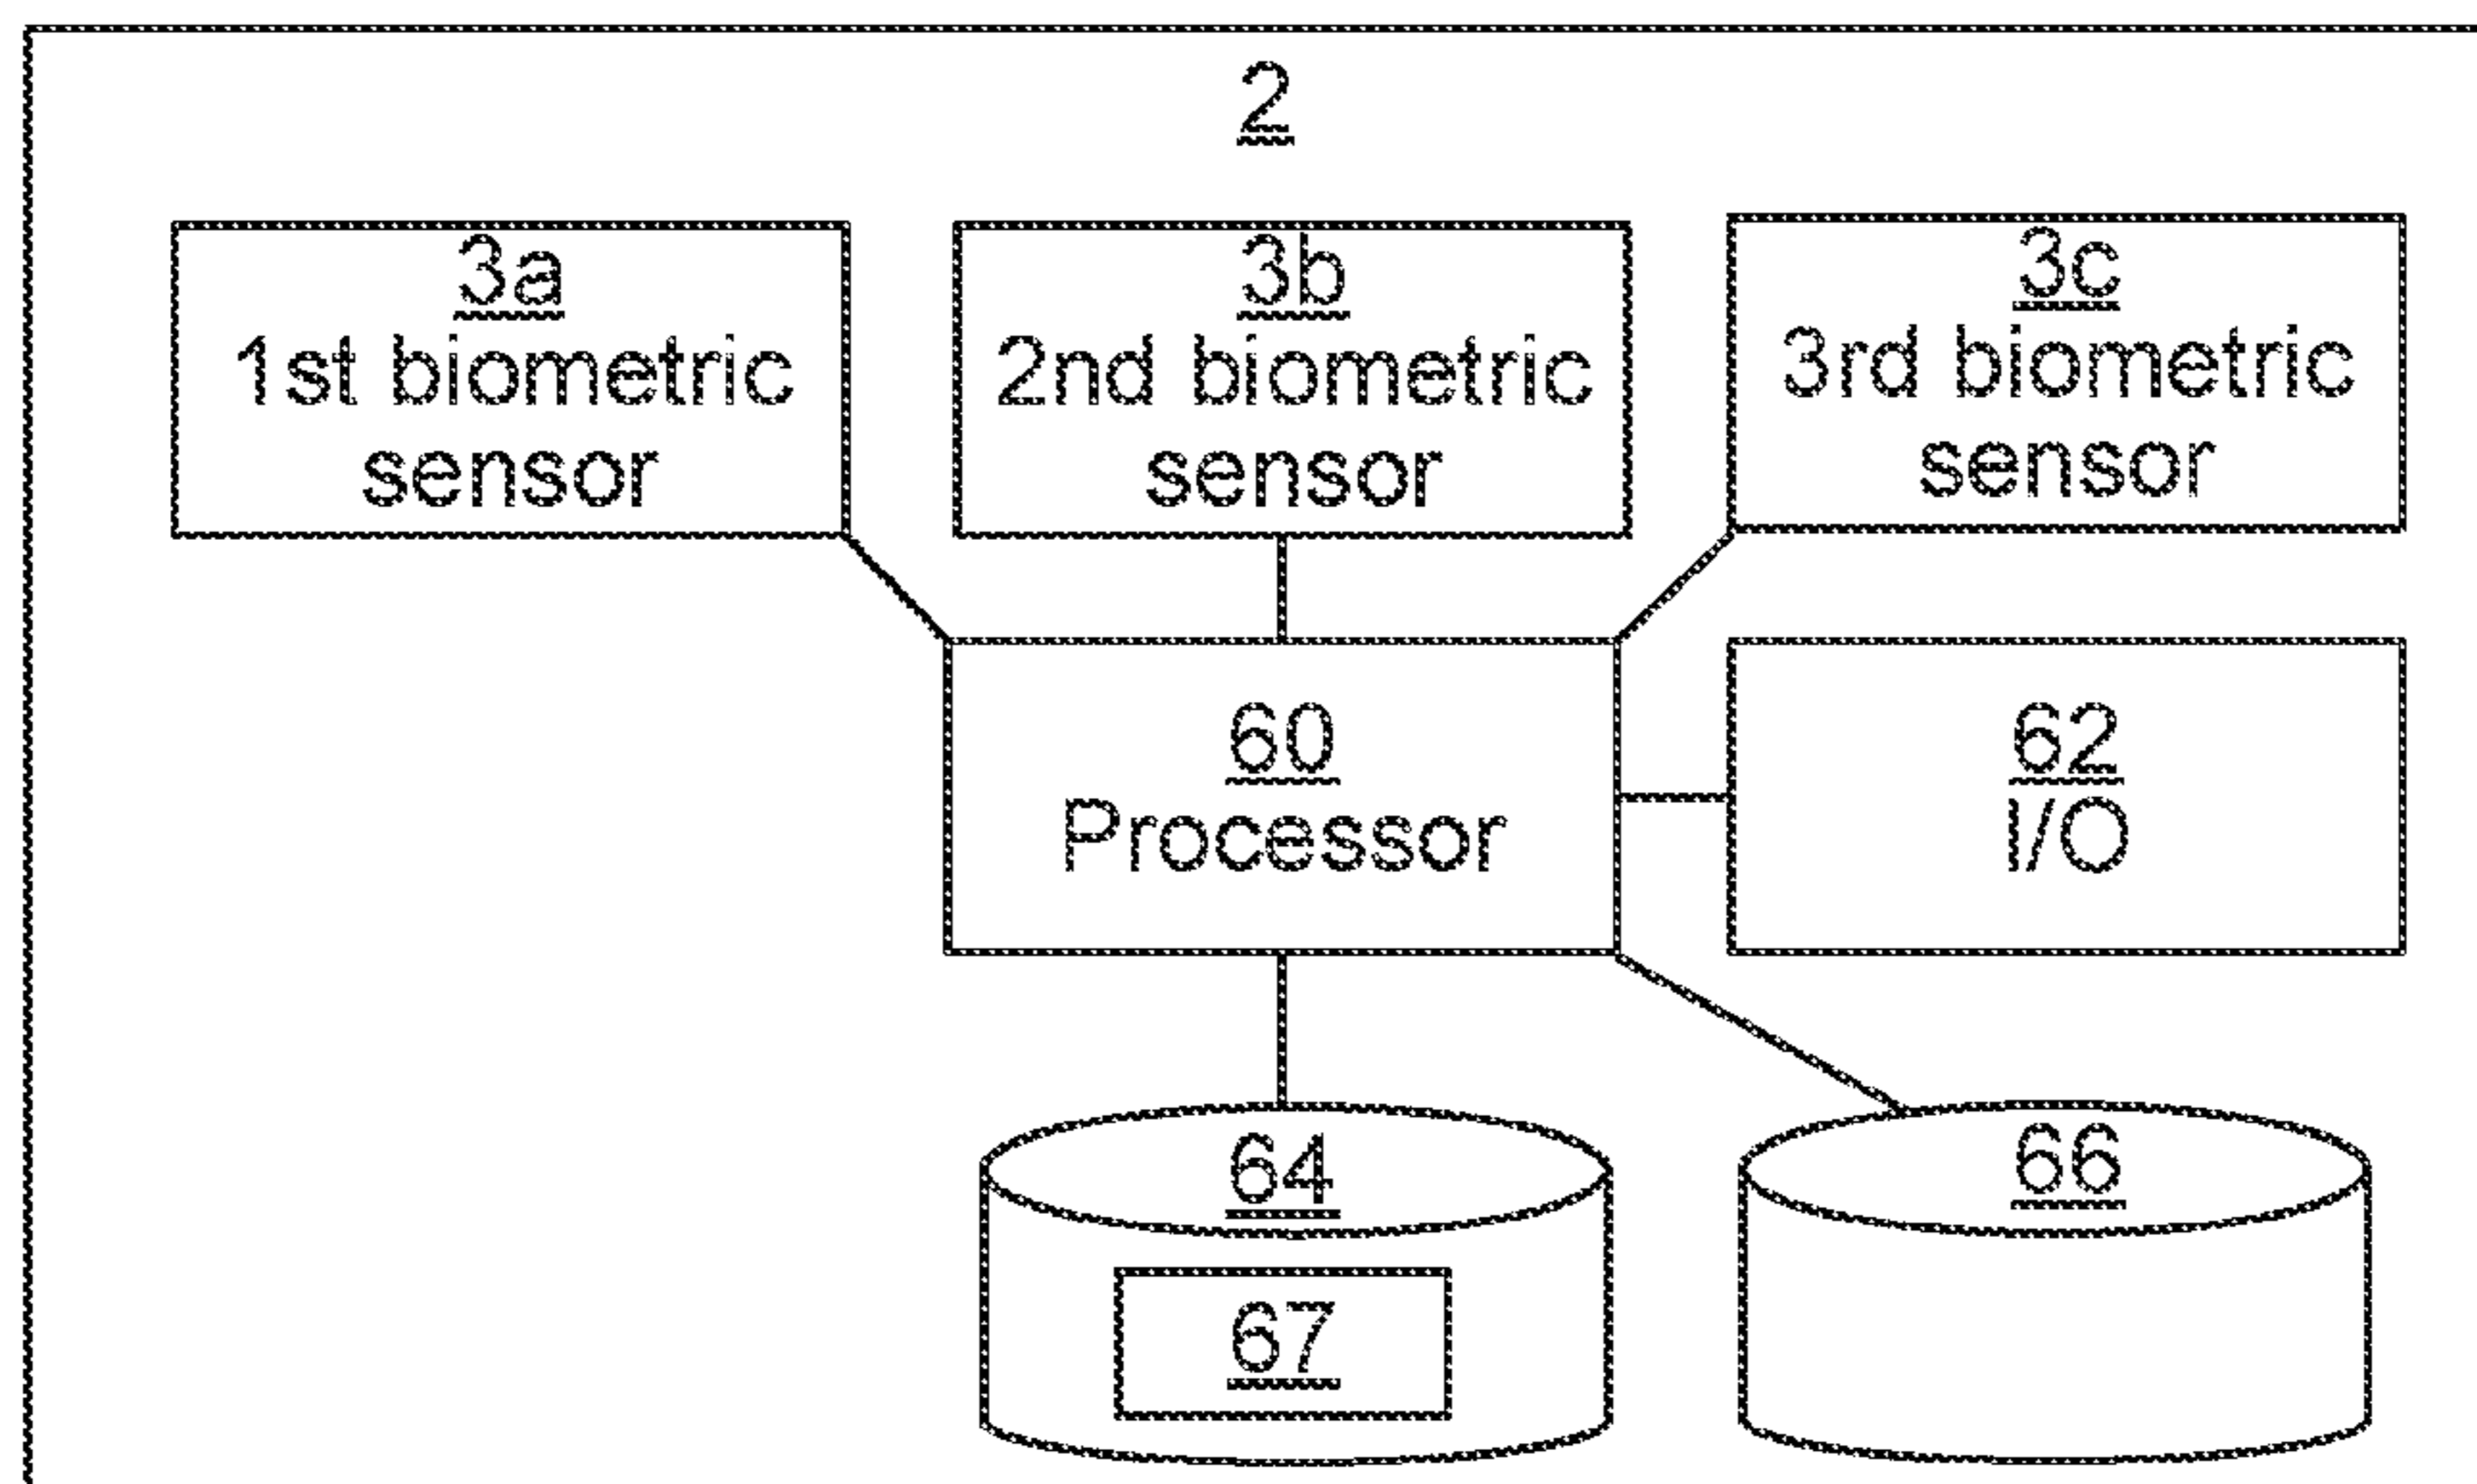 2
3a
1st biometric
sensor
3b
2nd biometric
sensor
3c
3rd biometric
sensor
60
Processor
62
I/O
64
67
66